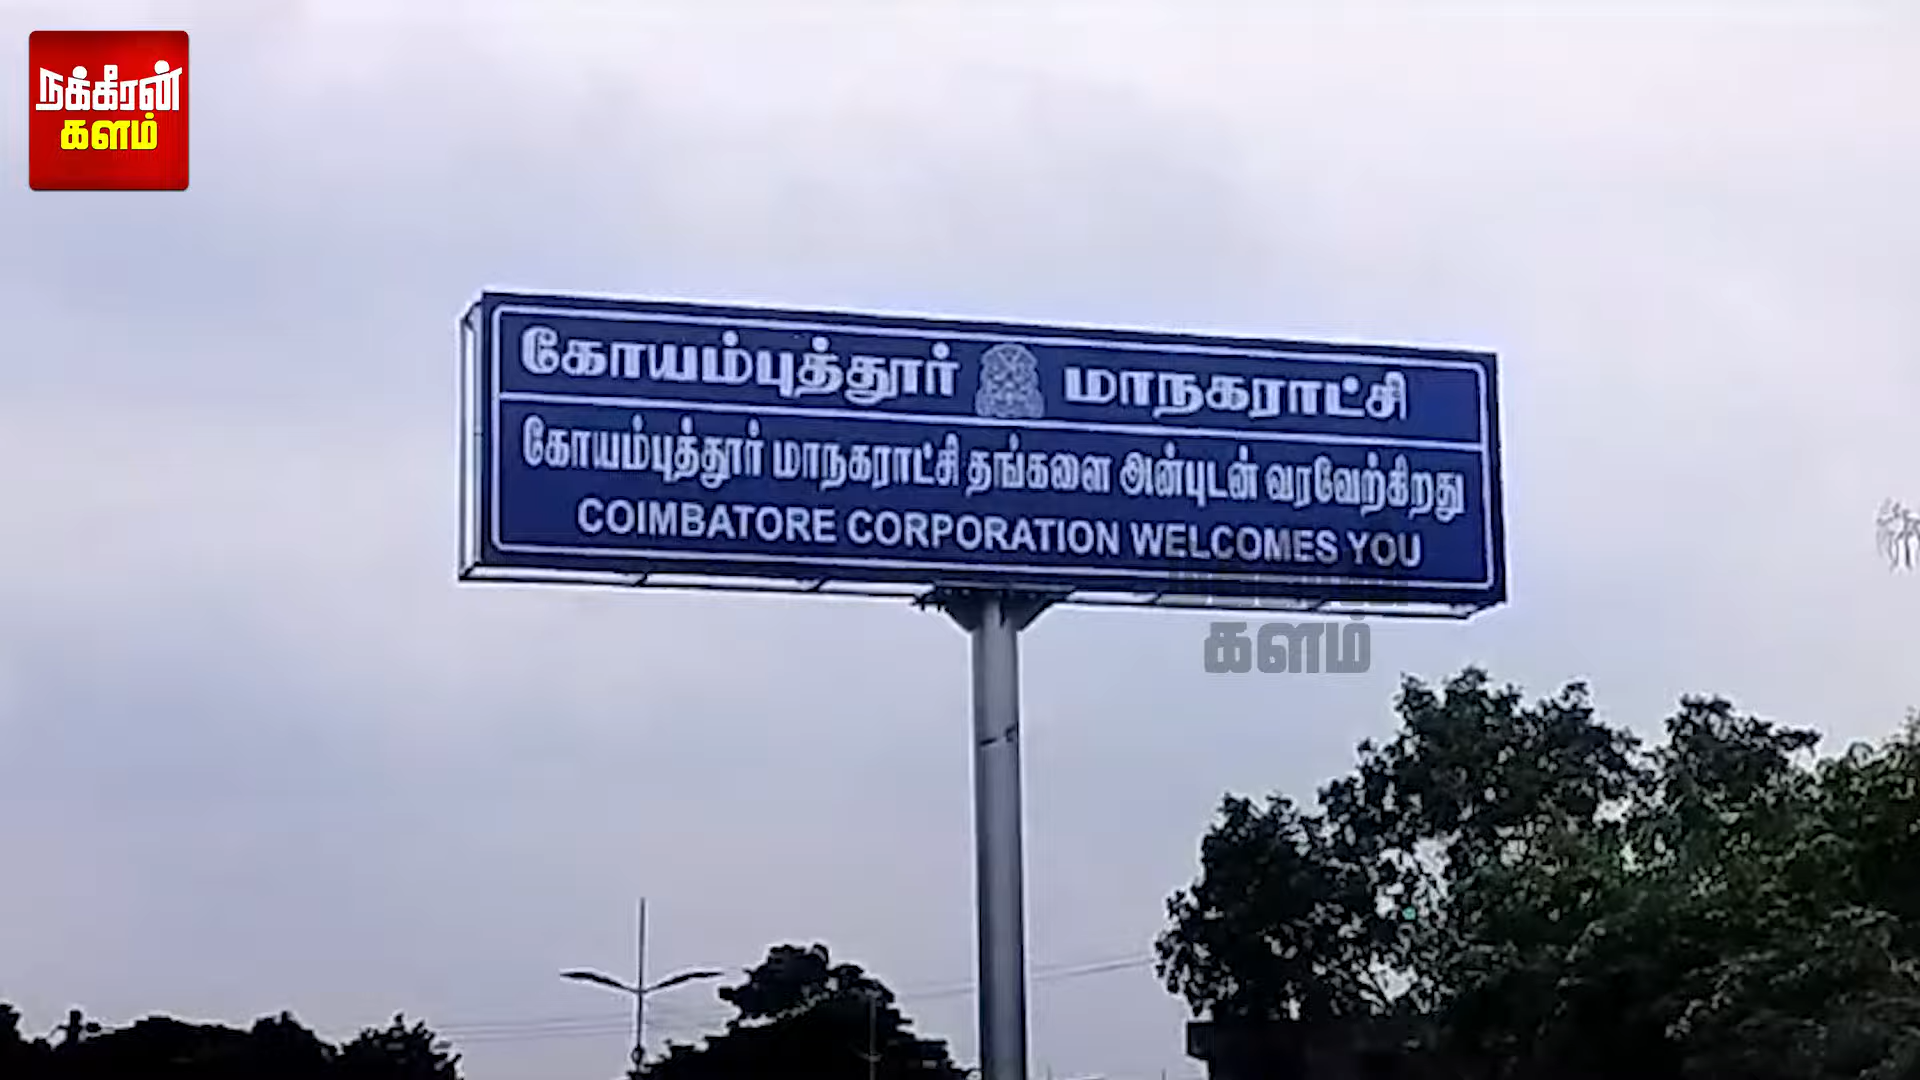 நக்கீரன்
களம்
கோயம்புத்தூர் மாநகராட்சி
கோயம்புத்தூர் மாநகராட்சி தங்களை அன்புடன் வரவேற்கிறது
COIMBATORE CORPORATION WELCOMES YOU
களம்